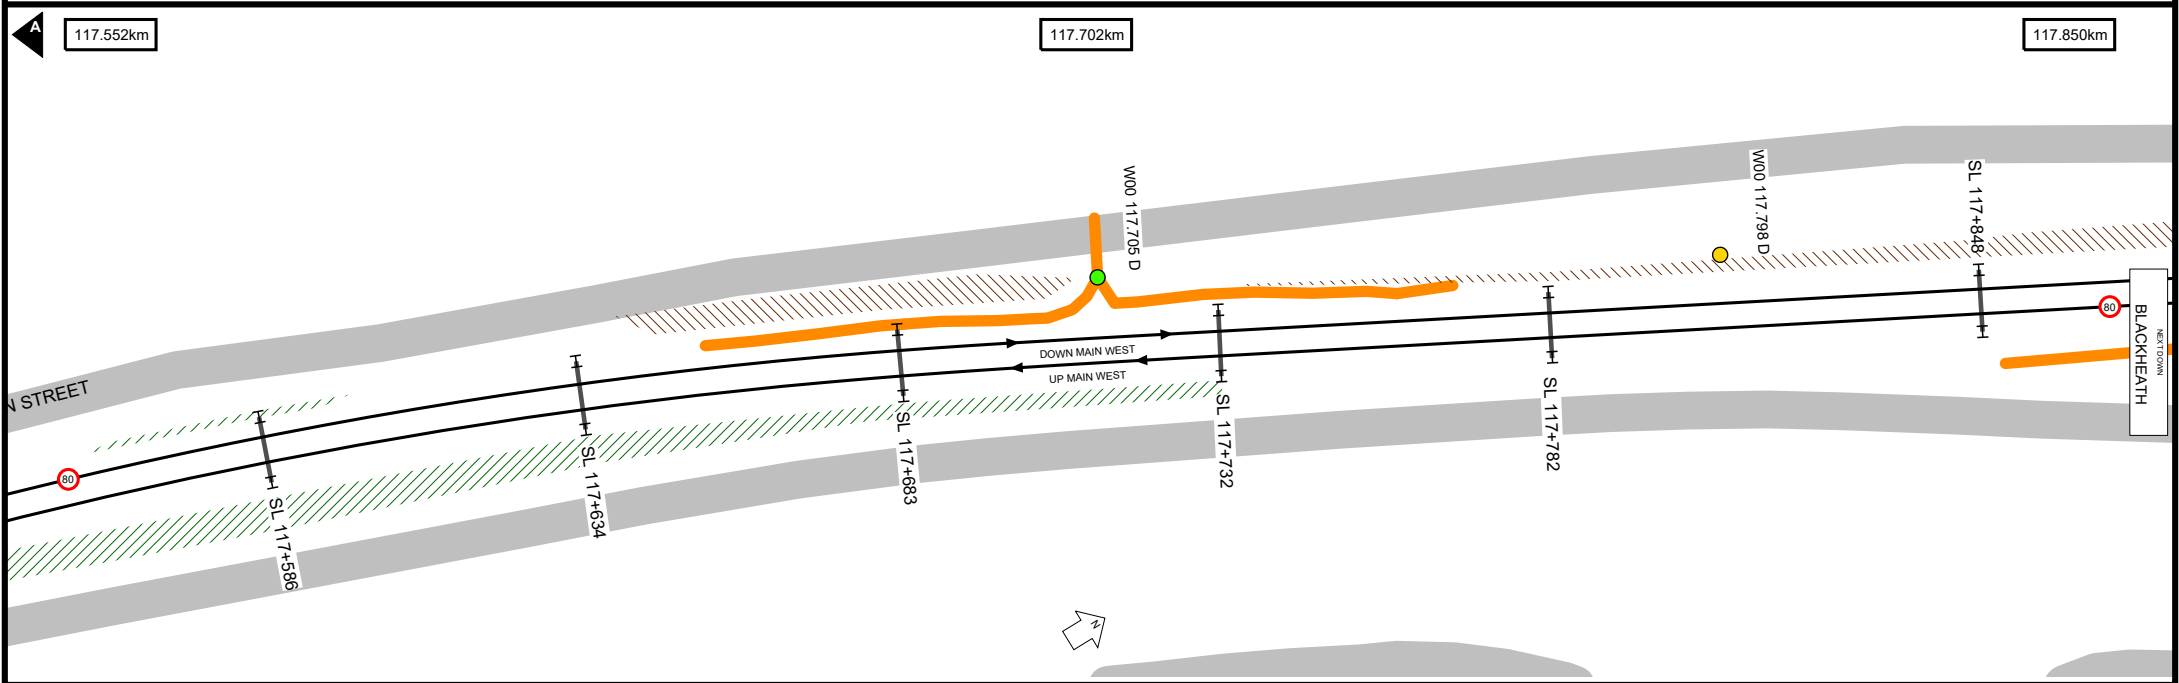 A
117.552km
117.702km
117.850km
W00 117.705 D
W00 117.798 D
SL 117+848
N STREET
80
DOWN MAIN WEST
UP MAIN WEST
80
BLACKHEATH
NEXT DOWN
SL 117+586
SL 117+634
SL 117+683
SL 117+732
SL 117+782
N